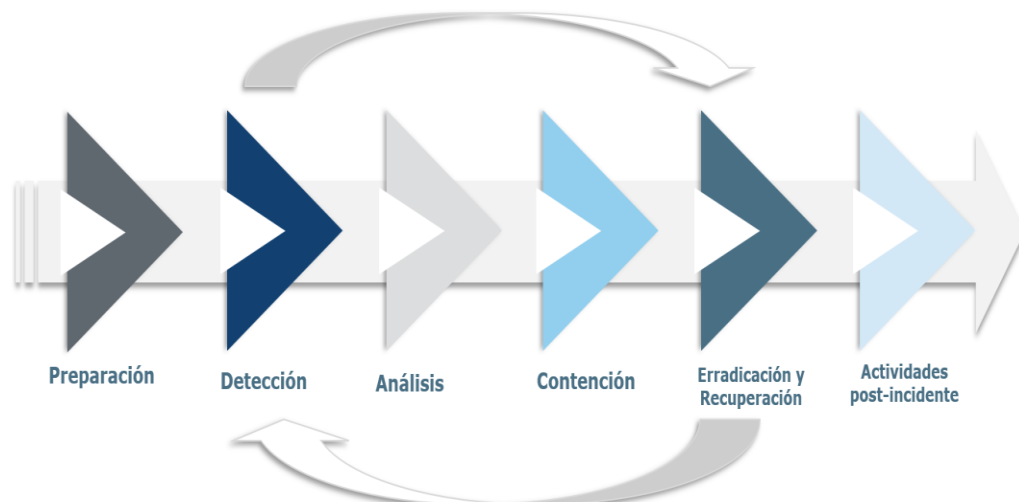 Preparación
Detección
Análisis
Contención
Erradicación y
Recuperación
Actividades
post-incidente